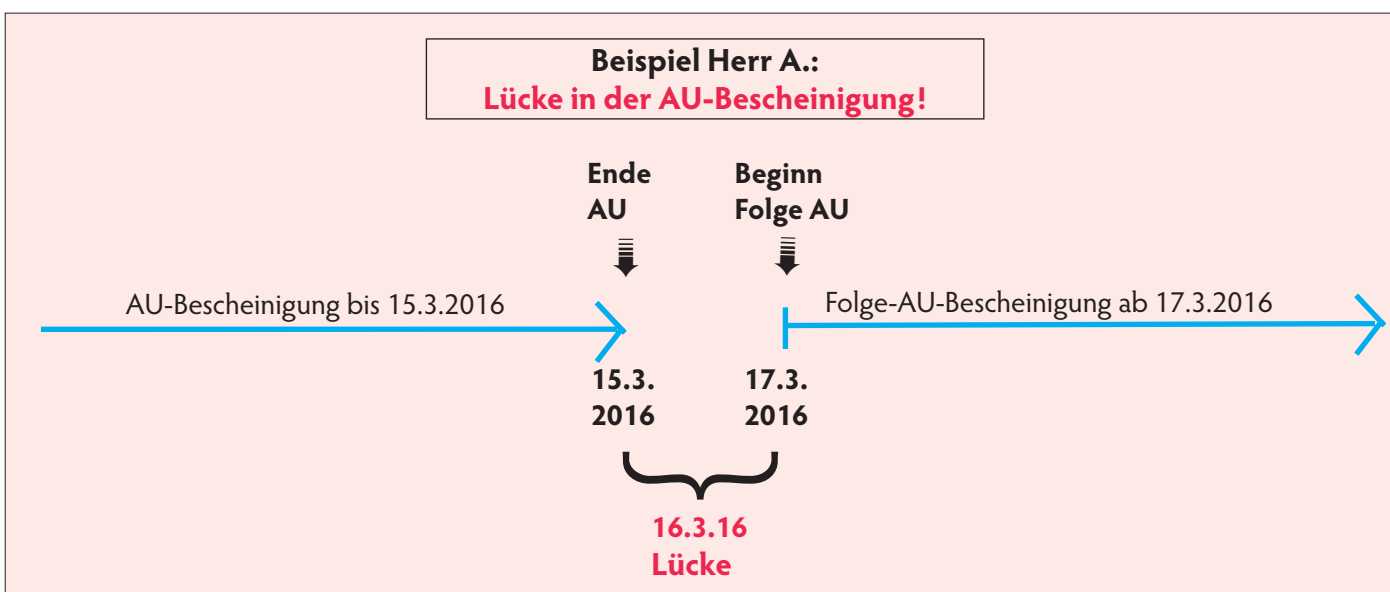 Beispiel Herr A.:
Lücke in der AU-Bescheinigung!
Ende
AU
Beginn
Folge AU
AU-Bescheinigung bis 15.3.2016
Folge-AU-Bescheinigung ab 17.3.2016
15.3.
2016
17.3.
2016
16.3.16
Lücke